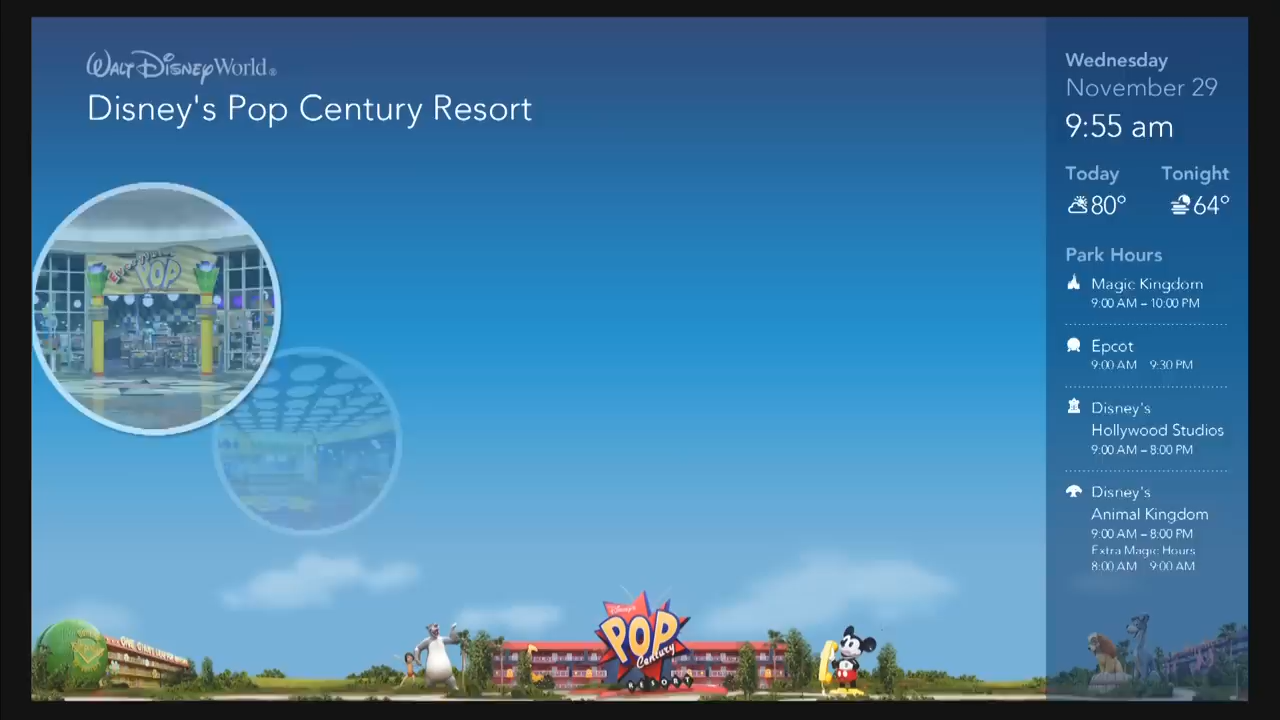 WALT DISNEY World®
Disney's Pop Century Resort
Wednesday
November 29
9:55 am
Today Tonight
80° 64°
Park Hours
Magic Kingdom
9:00 AM – 10:00 PM
Epcot
9:00 AM 9:30 PM
Disney's
Hollywood Studios
9:00 AM – 8:00 PM
Disney's
Animal Kingdom
9:00 AM – 8:00 PM
Extra Magic Hours
8:00 AM 9:00 AM
POP
Disney's
POP
Century
RESORT